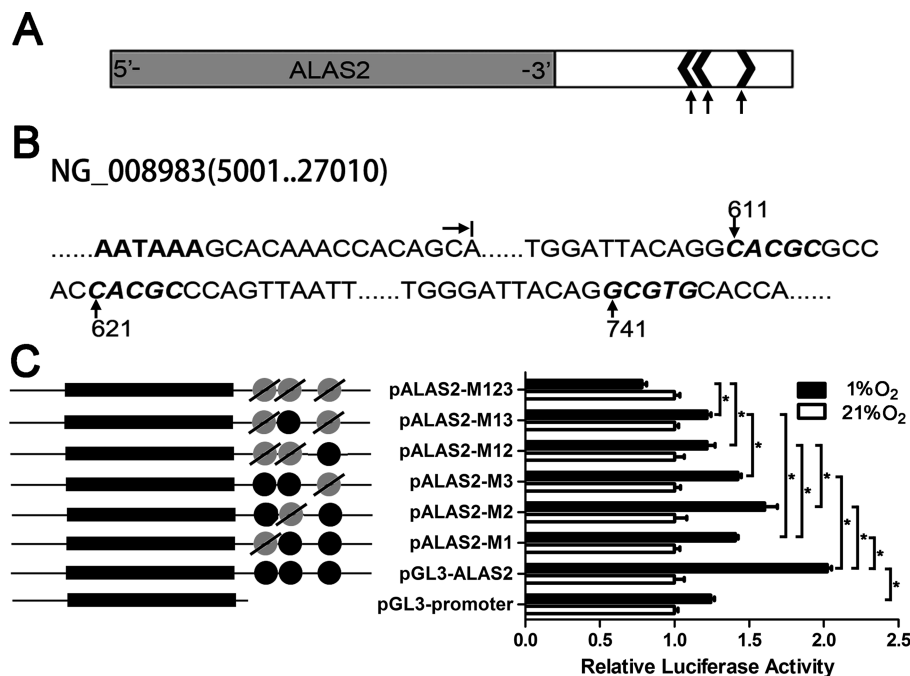 A
5'- ALAS2 -3'
B
NG_008983(5001..27010)
611
......AATAAAGCACAAACCACAGCA......TGGATTACAGGCACGCGCC
ACCACGCCCAGTTAATT......TGGGATTACAGGCGTGCACCA......
621 741
C
pALAS2-M123
pALAS2-M13
pALAS2-M12
pALAS2-M3
pALAS2-M2
pALAS2-M1
pGL3-ALAS2
pGL3-promoter
1%O2
21%O2
* * * * * * * * * *
0.0 0.5 1.0 1.5 2.0 2.5
Relative Luciferase Activity